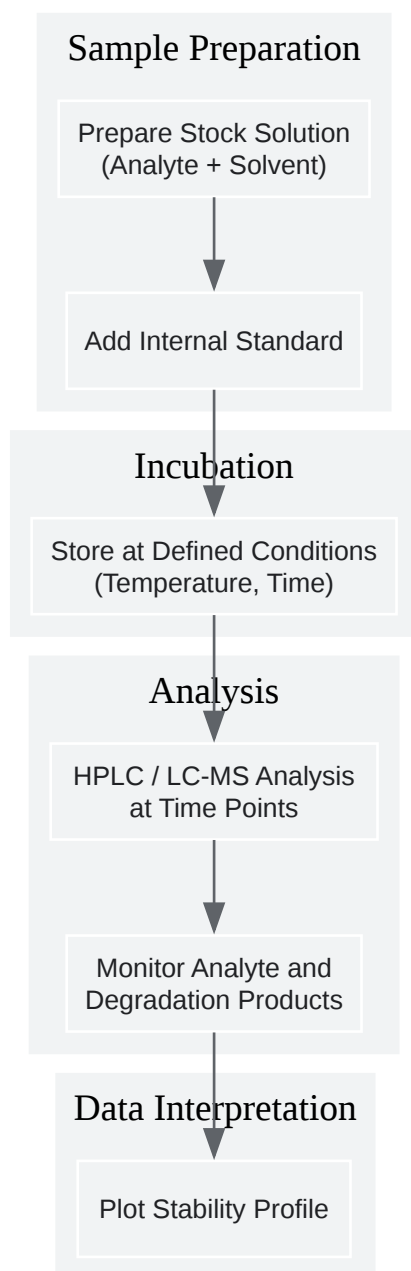 Sample Preparation
Prepare Stock Solution
(Analyte + Solvent)
Add Internal Standard
Incubation
Store at Defined Conditions
(Temperature, Time)
Analysis
HPLC / LC-MS Analysis
at Time Points
Monitor Analyte and
Degradation Products
Data Interpretation
Plot Stability Profile